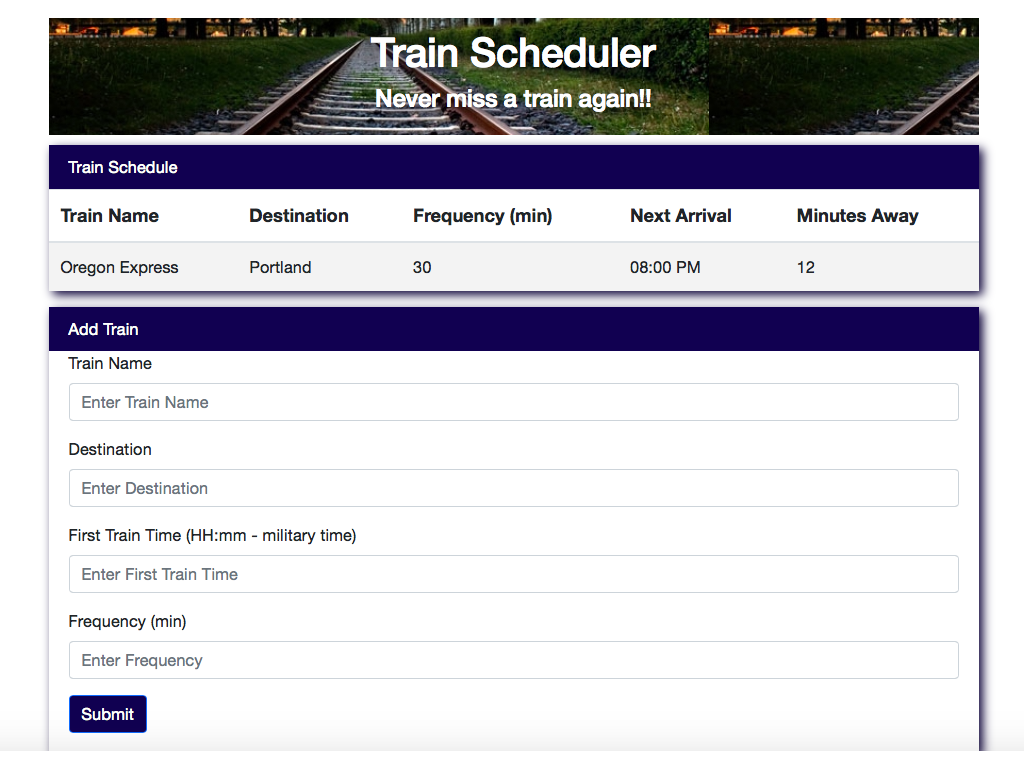 Train Scheduler
Never miss a train again!!
Train Schedule
Train Name Destination Frequency (min) Next Arrival Minutes Away
Oregon Express Portland 30 08:00 PM 12
Add Train
Train Name
Enter Train Name
Destination
Enter Destination
First Train Time (HH:mm - military time)
Enter First Train Time
Frequency (min)
Enter Frequency
Submit